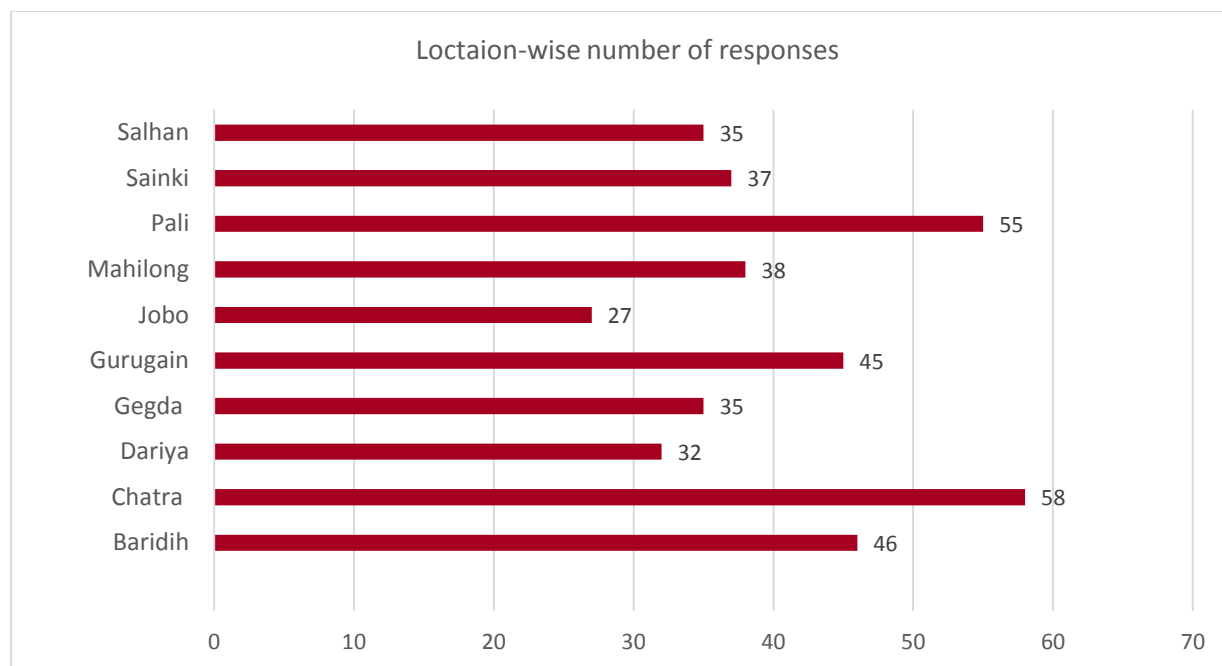 Loctaion-wise number of responses
Salhan 35
Sainki 37
Pali 55
Mahilong 38
Jobo 27
Gurugain 45
Gegda 35
Dariya 32
Chatra 58
Baridih 46
0 10 20 30 40 50 60 70